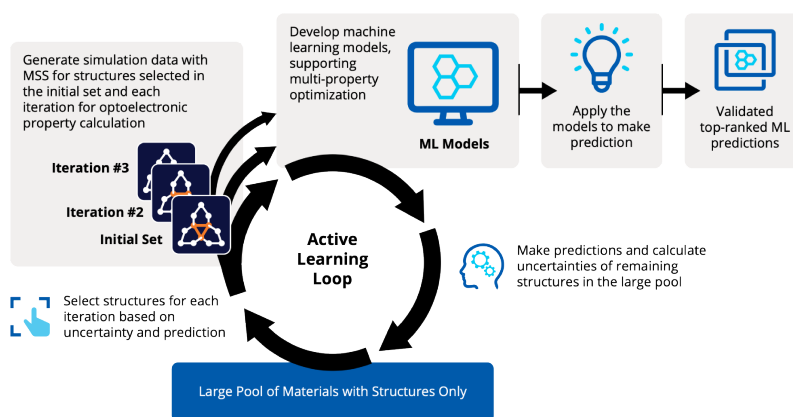 Generate simulation data with
MSS for structures selected in
the initial set and each
iteration for optoelectronic
property calculation
Iteration #3
Iteration #2
Initial Set
Develop machine
learning models,
supporting
multi-property
optimization
ML Models
Apply the
models to make
prediction
Validated
top-ranked ML
predictions
Active
Learning
Loop
Make predictions and calculate
uncertainties of remaining
structures in the large pool
Select structures for each
iteration based on
uncertainty and prediction
Large Pool of Materials with Structures Only